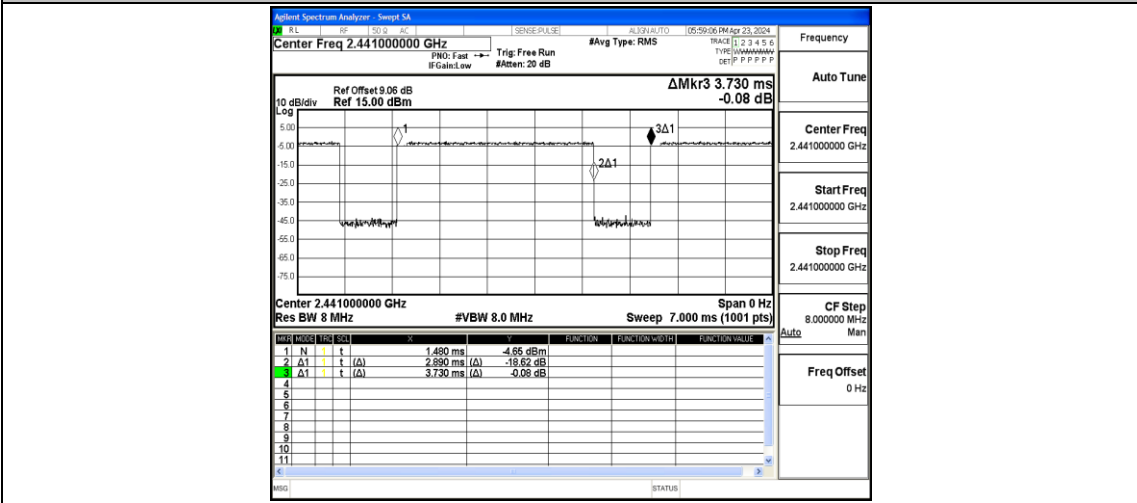 Agilent Spectrum Analyzer - Swept SA
RL RF 50 Ω AC SENSE:PULSE ALIGN AUTO 05:59:06 PM Apr 23, 2024
Center Freq 2.441000000 GHz
#Avg Type: RMS
TRACE 1 2 3 4 5 6
TYPE
DET P P P P P P
PNO: Fast
IFGain:Low
Trig: Free Run
#Atten: 20 dB
ΔMkr3 3.730 ms
-0.08 dB
Ref Offset 9.06 dB
10 dB/div Ref 15.00 dBm
Log
5.00
-5.00
-15.0
-25.0
-35.0
-45.0
-55.0
-65.0
-75.0
1
2Δ1
3Δ1
Center 2.441000000 GHz Span 0 Hz
Res BW 8 MHz #VBW 8.0 MHz Sweep 7.000 ms (1001 pts)
MKR MODE TRC SCL X Y FUNCTION FUNCTION WIDTH FUNCTION VALUE
1 N 1 t 1.480 ms -4.65 dBm
2 Δ1 1 t (Δ) 2.890 ms (Δ) -18.62 dB
3 Δ1 1 t (Δ) 3.730 ms (Δ) -0.08 dB
4
5
6
7
8
9
10
11
MSG STATUS
Frequency
Auto Tune
Center Freq
2.441000000 GHz
Start Freq
2.441000000 GHz
Stop Freq
2.441000000 GHz
CF Step
8.000000 MHz
Auto Man
Freq Offset
0 Hz